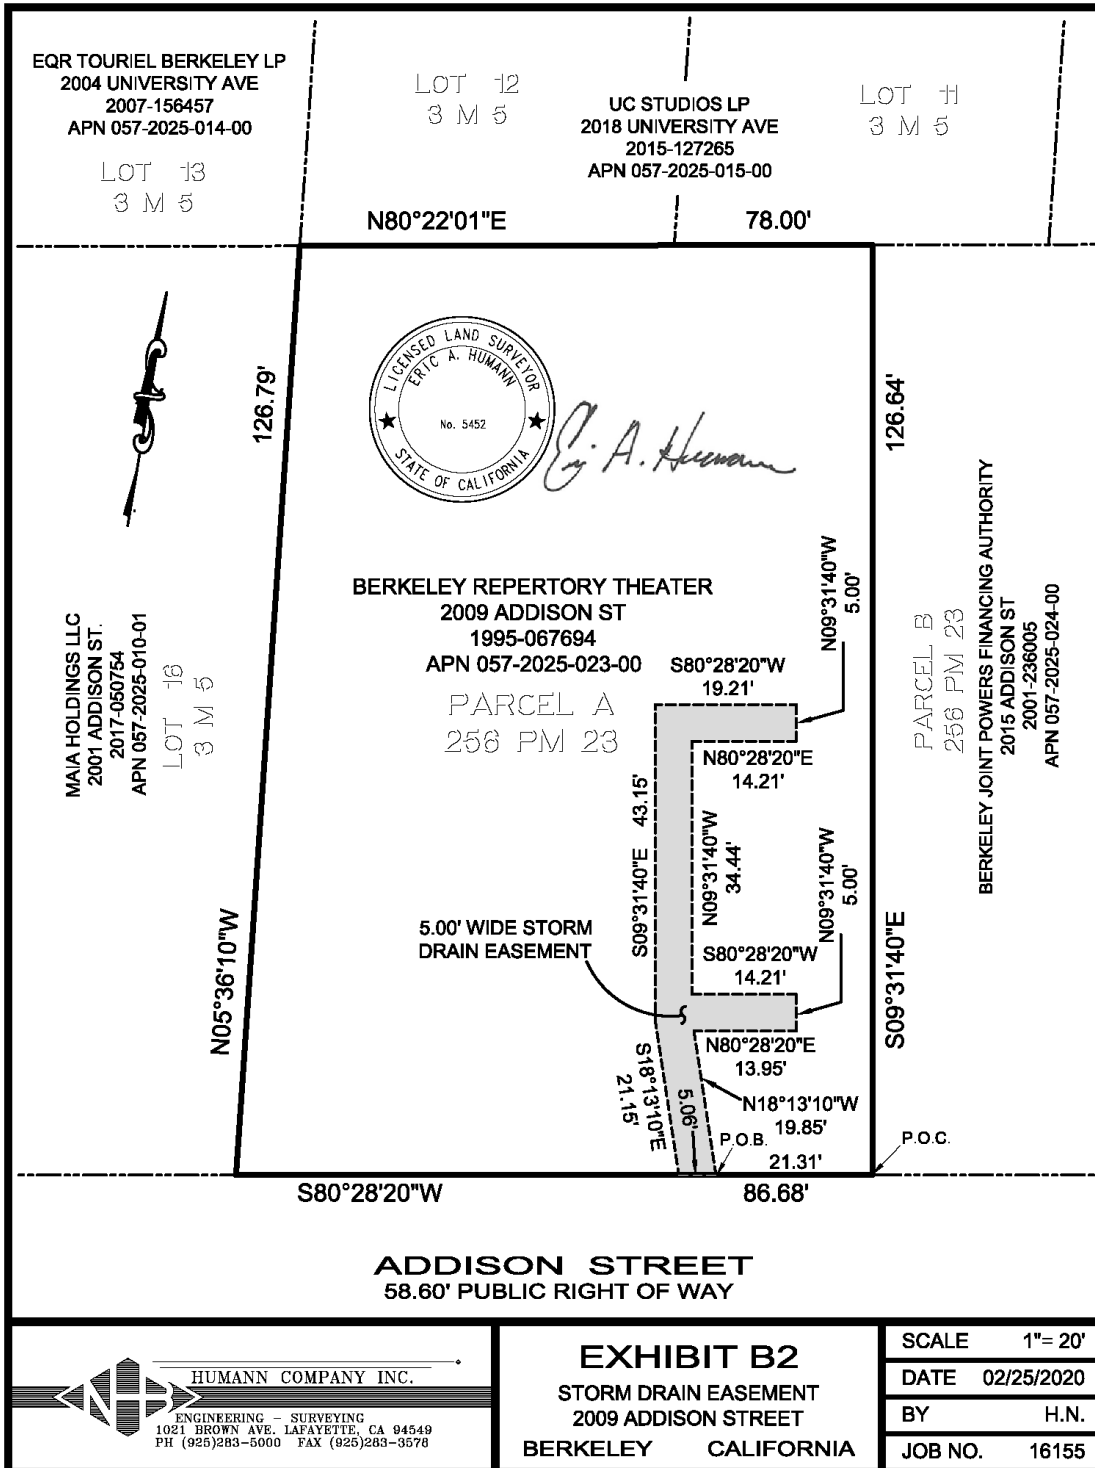 EQR TOURIEL BERKELEY LP
2004 UNIVERSITY AVE
2007-156457
APN 057-2025-014-00
LOT 13
3 M 5
LOT 12
3 M 5
UC STUDIOS LP
2018 UNIVERSITY AVE
2015-127265
APN 057-2025-015-00
LOT 11
3 M 5
N80°22'01"E
78.00'
126.79'
LICENSED LAND SURVEYOR
ERIC A. HUMANN
No. 5452
STATE OF CALIFORNIA
Eric A. Humann
126.64'
MAIA HOLDINGS LLC
2001 ADDISON ST.
2017-050754
APN 057-2025-010-01
LOT 16
3 M 5
BERKELEY REPERTORY THEATER
2009 ADDISON ST
1995-067694
APN 057-2025-023-00
PARCEL A
256 PM 23
N09°31'40"W
5.00'
S80°28'20"W
19.21'
N80°28'20"E
14.21'
S09°31'40"E 43.15'
N09°31'40"W
34.44'
N09°31'40"W
5.00'
PARCEL B
256 PM 23
BERKELEY JOINT POWERS FINANCING AUTHORITY
2015 ADDISON ST
2001-236005
APN 057-2025-024-00
5.00' WIDE STORM
DRAIN EASEMENT
S80°28'20"W
14.21'
N80°28'20"E
13.95'
N05°36'10"W
S09°31'40"E
S18°13'10"E
21.15'
5.06'
N18°13'10"W
19.85'
P.O.B.
21.31'
P.O.C.
S80°28'20"W
86.68'
ADDISON STREET
58.60' PUBLIC RIGHT OF WAY
NHB
HUMANN COMPANY INC.
ENGINEERING - SURVEYING
1021 BROWN AVE. LAFAYETTE, CA 94549
PH (925)283-5000 FAX (925)283-3578
EXHIBIT B2
STORM DRAIN EASEMENT
2009 ADDISON STREET
BERKELEY CALIFORNIA
SCALE 1"= 20'
DATE 02/25/2020
BY H.N.
JOB NO. 16155